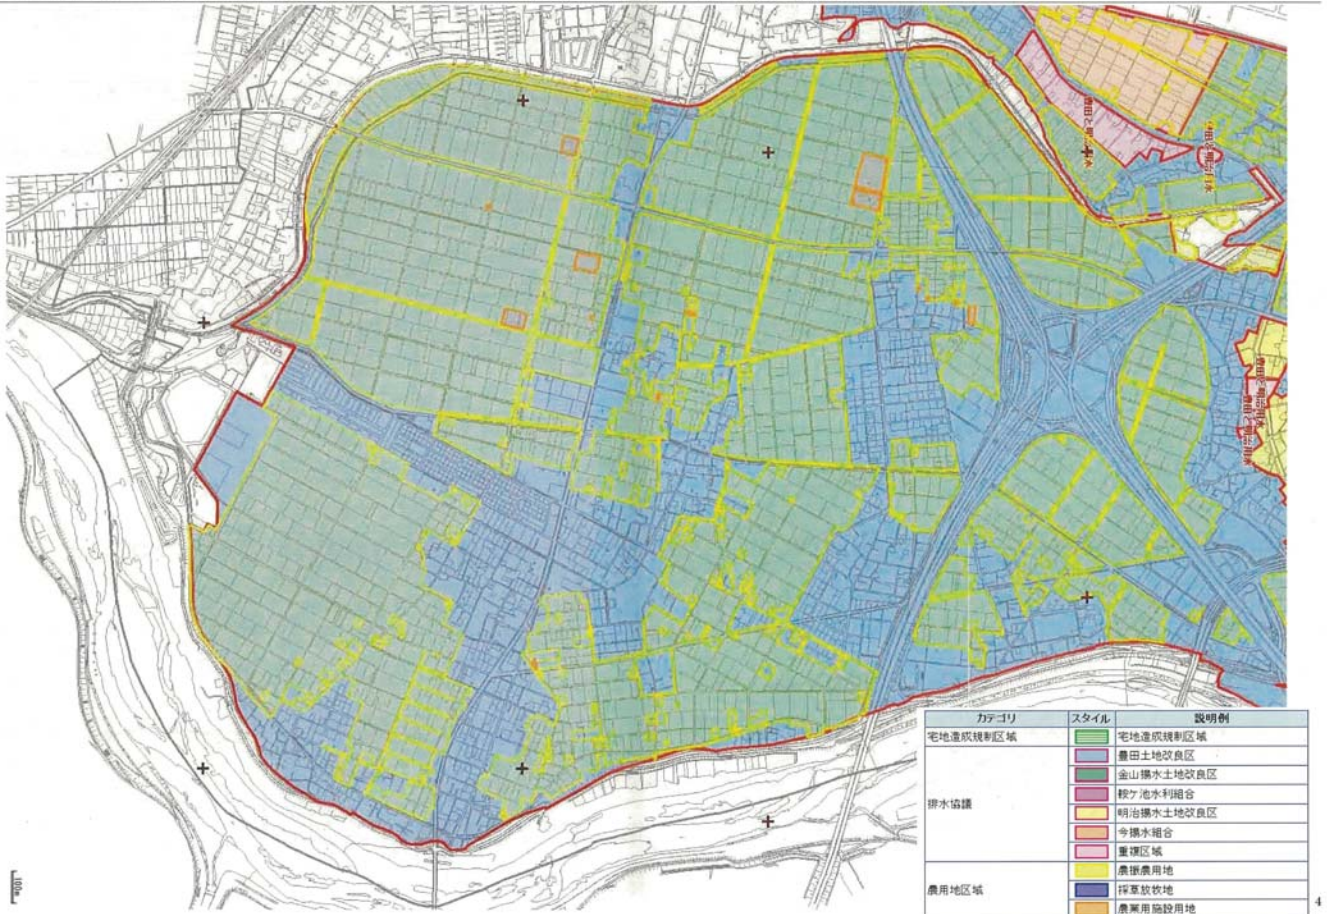 カテゴリ スタイル 説明例
宅地造成規制区域 宅地造成規制区域
排水協議 豊田土地改良区
金山揚水土地改良区
鞍ケ池水利組合
明治揚水土地改良区
今揚水組合
重複区域
農用地区域 農振農用地
採草放牧地
農業用施設用地
100m
4